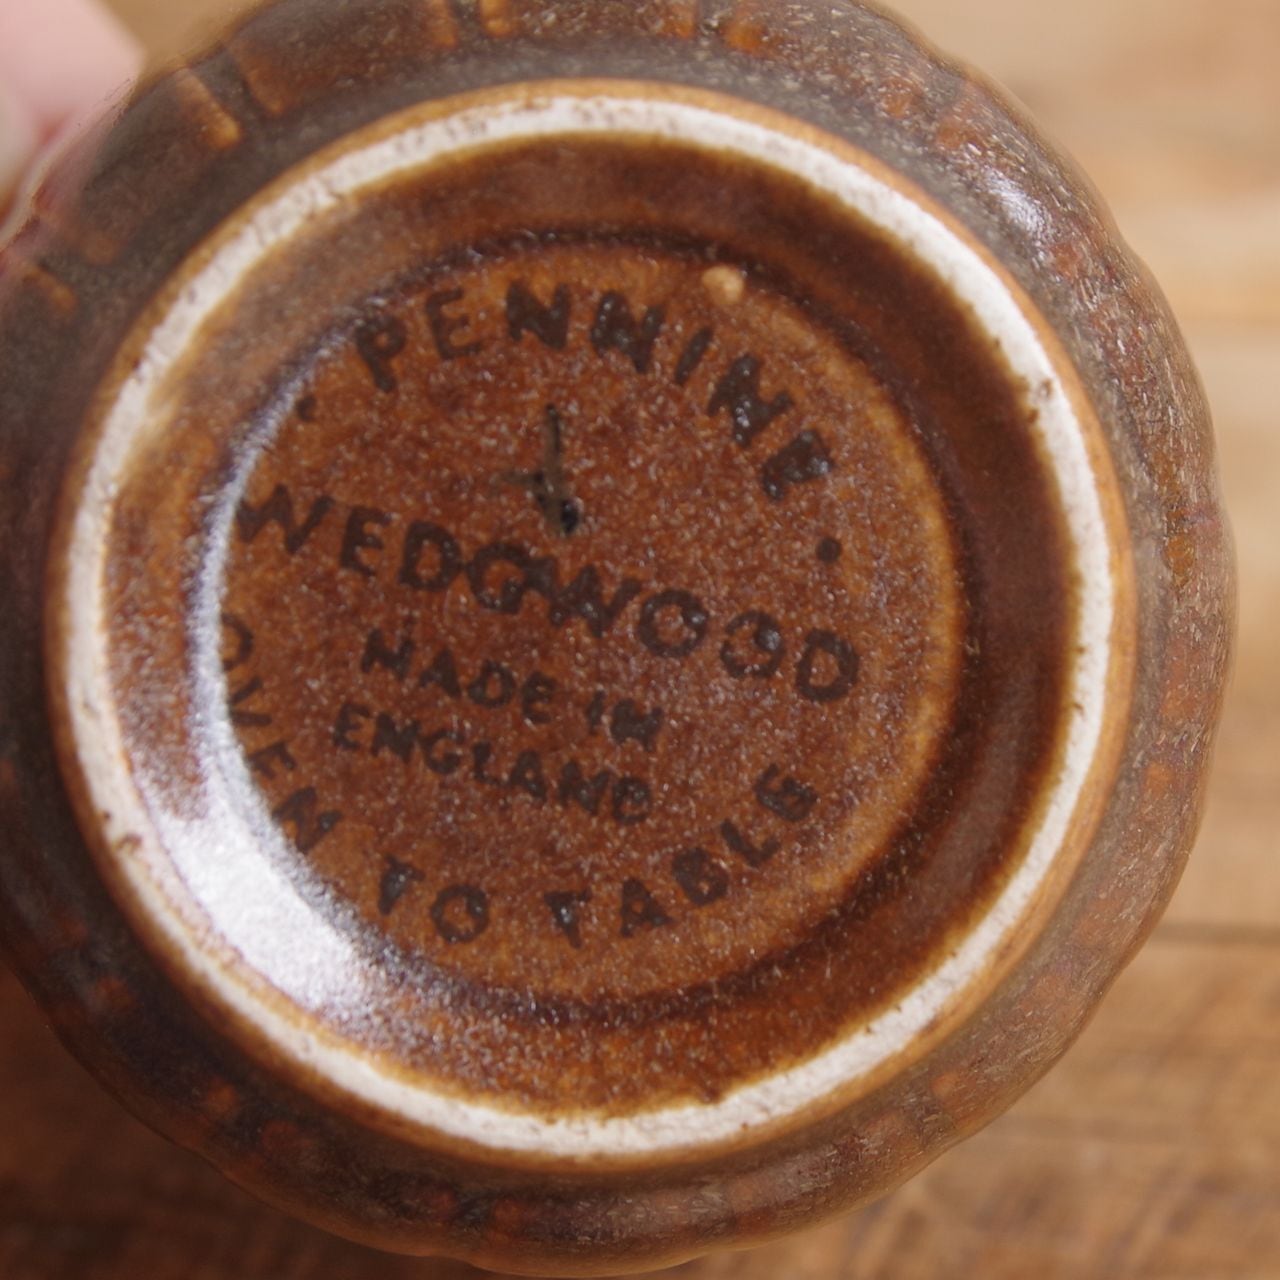 · PENNINE ·
WEDGWOOD
MADE IN
ENGLAND
OVEN TO TABLE